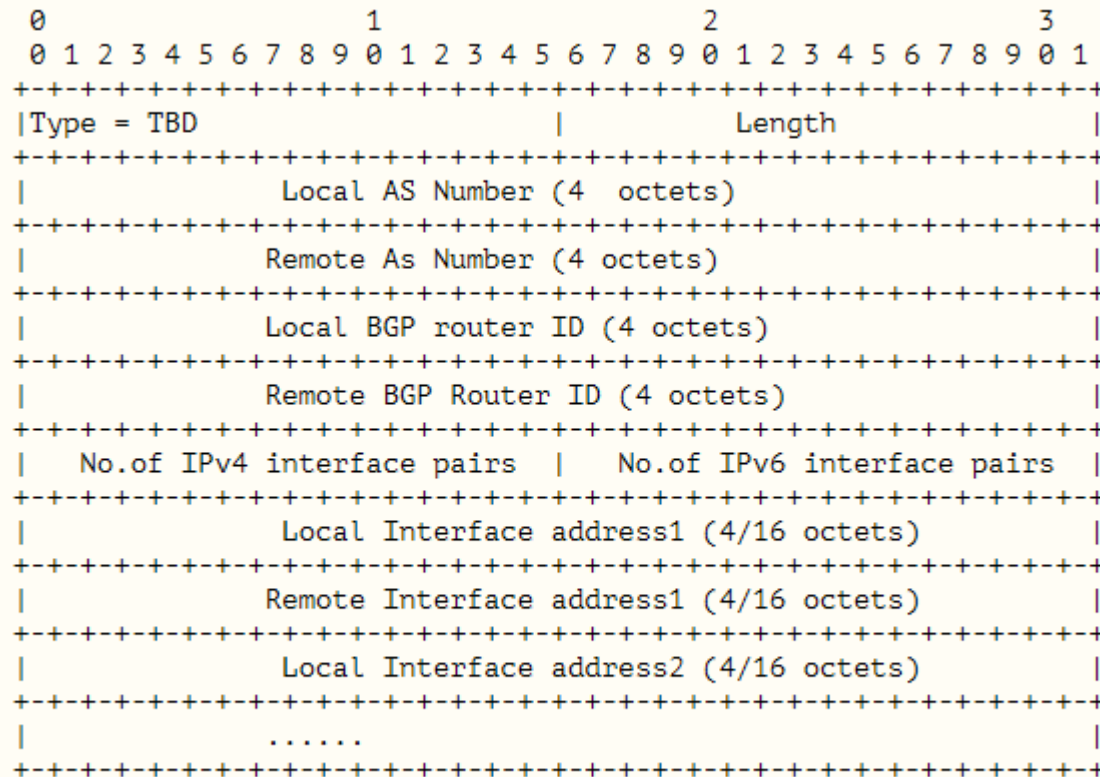 0                   1                   2                   3
 0 1 2 3 4 5 6 7 8 9 0 1 2 3 4 5 6 7 8 9 0 1 2 3 4 5 6 7 8 9 0 1
+-+-+-+-+-+-+-+-+-+-+-+-+-+-+-+-+-+-+-+-+-+-+-+-+-+-+-+-+-+-+-+-+
|Type = TBD                     |          Length               |
+-+-+-+-+-+-+-+-+-+-+-+-+-+-+-+-+-+-+-+-+-+-+-+-+-+-+-+-+-+-+-+-+
|               Local AS Number (4  octets)                     |
+-+-+-+-+-+-+-+-+-+-+-+-+-+-+-+-+-+-+-+-+-+-+-+-+-+-+-+-+-+-+-+-+
|              Remote As Number (4 octets)                      |
+-+-+-+-+-+-+-+-+-+-+-+-+-+-+-+-+-+-+-+-+-+-+-+-+-+-+-+-+-+-+-+-+
|              Local BGP router ID (4 octets)                   |
+-+-+-+-+-+-+-+-+-+-+-+-+-+-+-+-+-+-+-+-+-+-+-+-+-+-+-+-+-+-+-+-+
|              Remote BGP Router ID (4 octets)                  |
+-+-+-+-+-+-+-+-+-+-+-+-+-+-+-+-+-+-+-+-+-+-+-+-+-+-+-+-+-+-+-+-+
|   No.of IPv4 interface pairs  |   No.of IPv6 interface pairs  |
+-+-+-+-+-+-+-+-+-+-+-+-+-+-+-+-+-+-+-+-+-+-+-+-+-+-+-+-+-+-+-+-+
|               Local Interface address1 (4/16 octets)          |
+-+-+-+-+-+-+-+-+-+-+-+-+-+-+-+-+-+-+-+-+-+-+-+-+-+-+-+-+-+-+-+-+
|              Remote Interface address1 (4/16 octets)          |
+-+-+-+-+-+-+-+-+-+-+-+-+-+-+-+-+-+-+-+-+-+-+-+-+-+-+-+-+-+-+-+-+
|               Local Interface address2 (4/16 octets)          |
+-+-+-+-+-+-+-+-+-+-+-+-+-+-+-+-+-+-+-+-+-+-+-+-+-+-+-+-+-+-+-+-+
|              ......                                           |
+-+-+-+-+-+-+-+-+-+-+-+-+-+-+-+-+-+-+-+-+-+-+-+-+-+-+-+-+-+-+-+-+